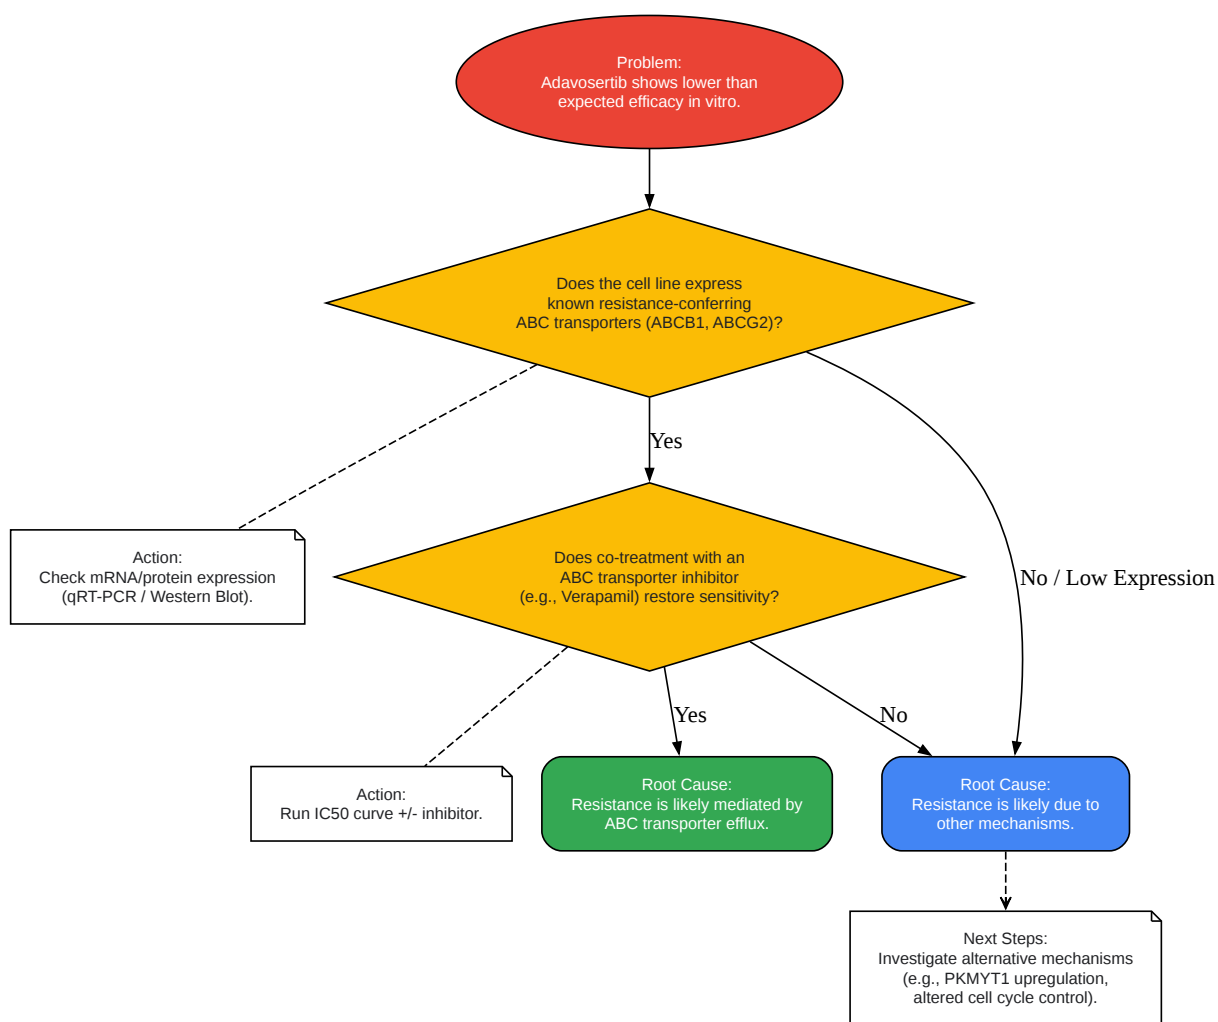 Problem:
Adavosertib shows lower than
expected efficacy in vitro.
Does the cell line express
known resistance-conferring
ABC transporters (ABCB1, ABCG2)?
Yes
No / Low Expression
Action:
Check mRNA/protein expression
(qRT-PCR / Western Blot).
Does co-treatment with an
ABC transporter inhibitor
(e.g., Verapamil) restore sensitivity?
Yes
No
Action:
Run IC50 curve +/- inhibitor.
Root Cause:
Resistance is likely mediated by
ABC transporter efflux.
Root Cause:
Resistance is likely due to
other mechanisms.
Next Steps:
Investigate alternative mechanisms
(e.g., PKMYT1 upregulation,
altered cell cycle control).